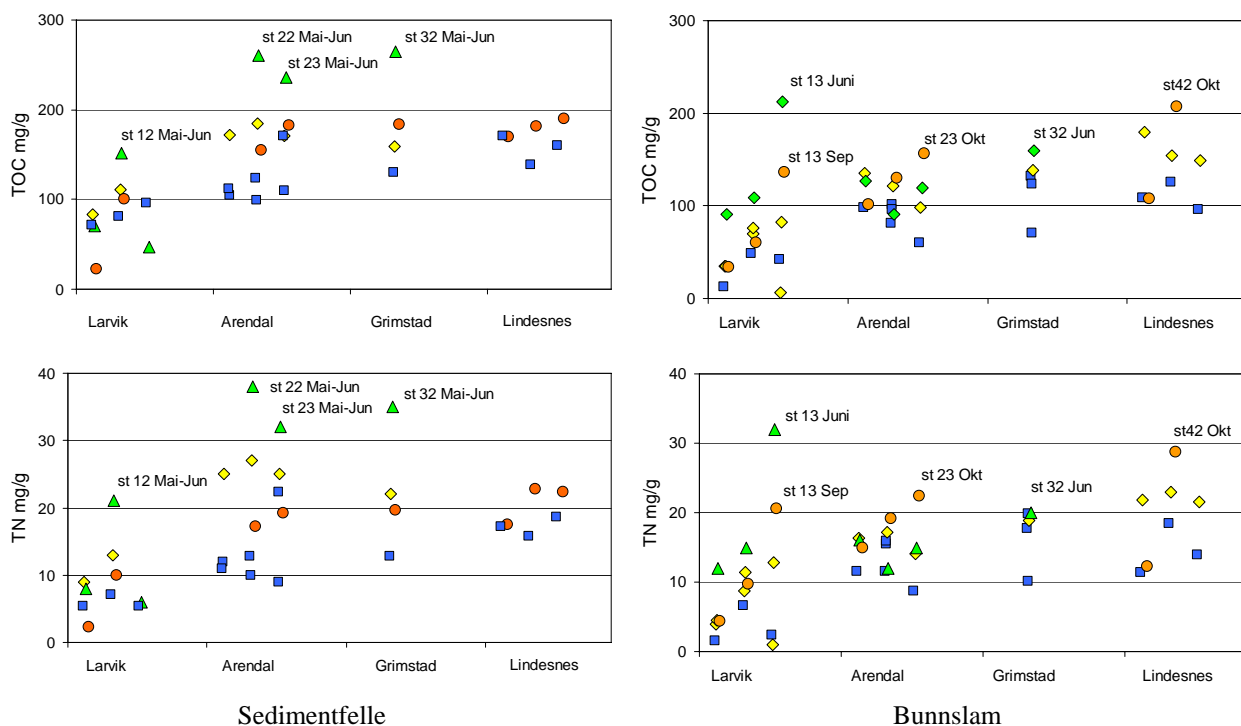 300
200
100
0
TOC mg/g
st 22 Mai-Jun
st 32 Mai-Jun
st 23 Mai-Jun
st 12 Mai-Jun
Larvik Arendal Grimstad Lindesnes
300
200
100
0
TOC mg/g
st 13 Juni
st42 Okt
st 13 Sep
st 23 Okt
st 32 Jun
Larvik Arendal Grimstad Lindesnes
40
30
20
10
0
TN mg/g
st 22 Mai-Jun
st 32 Mai-Jun
st 23 Mai-Jun
st 12 Mai-Jun
Larvik Arendal Grimstad Lindesnes
40
30
20
10
0
TN mg/g
st 13 Juni
st42 Okt
st 13 Sep
st 23 Okt
st 32 Jun
Larvik Arendal Grimstad Lindesnes
Sedimentfelle
Bunnslam